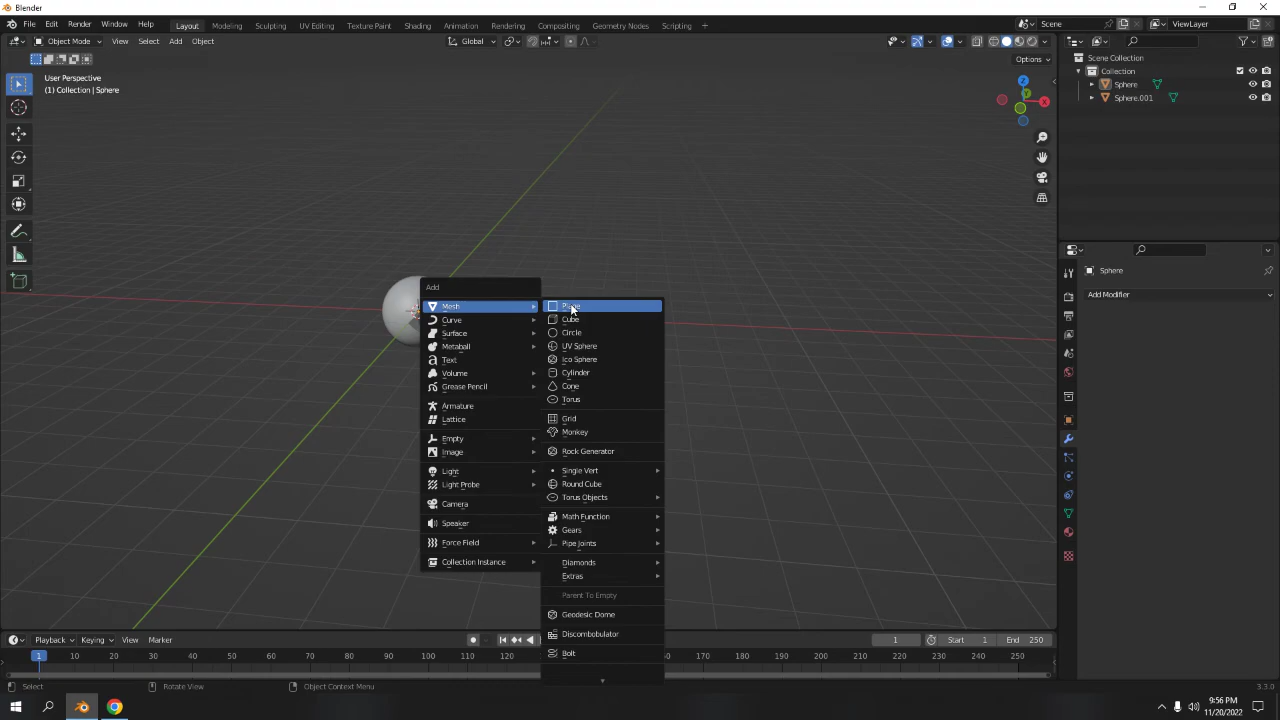 Blender
File Edit Render Window Help Layout Modeling Sculpting UV Editing Texture Paint Shading Animation Rendering Compositing Geometry Nodes Scripting + Scene ViewLayer
Object Mode View Select Add Object Global
Options
User Perspective
(1) Collection | Sphere
Z
Y
X
Scene Collection
Collection
Sphere
Sphere.001
Sphere
Add Modifier
Add
Mesh
Curve
Surface
Metaball
Text
Volume
Grease Pencil
Armature
Lattice
Empty
Image
Light
Light Probe
Camera
Speaker
Force Field
Collection Instance
Plane
Cube
Circle
UV Sphere
Ico Sphere
Cylinder
Cone
Torus
Grid
Monkey
Rock Generator
Single Vert
Round Cube
Torus Objects
Math Function
Gears
Pipe Joints
Diamonds
Extras
Parent To Empty
Geodesic Dome
Discombobulator
Bolt
Playback Keying View Marker 1 Start 1 End 250
1 10 20 30 40 50 60 70 80 90 100 110 120 160 170 180 190 200 210 220 230 240 250
Select Rotate View Object Context Menu 3.3.0
9:56 PM
11/20/2022